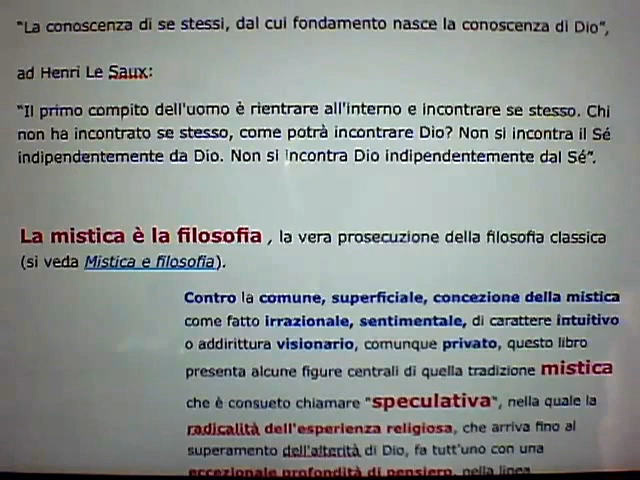 "La conoscenza di se stessi, dal cui fondamento nasce la conoscenza di Dio",
ad Henri Le Saux:
"Il primo compito dell'uomo è rientrare all'interno e incontrare se stesso. Chi
non ha incontrato se stesso, come potrà incontrare Dio? Non si incontra il Sé
indipendentemente da Dio. Non si incontra Dio indipendentemente dal Sé".
La mistica è la filosofia , la vera prosecuzione della filosofia classica
(si veda Mistica e filosofia).
Contro la comune, superficiale, concezione della mistica
come fatto irrazionale, sentimentale, di carattere intuitivo
o addirittura visionario, comunque privato, questo libro
presenta alcune figure centrali di quella tradizione mistica
che è consueto chiamare "speculativa", nella quale la
radicalità dell'esperienza religiosa, che arriva fino al
superamento dell'alterità di Dio, fa tutt'uno con una
eccezionale profondità di pensiero, nella linea